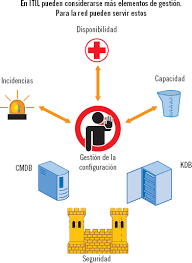 En ITIL pueden considerarse más elementos de gestión.
Para la red pueden servir estos
Disponibilidad
Incidencias
Capacidad
Gestión de la
configuración
CMDB
KDB
Seguridad